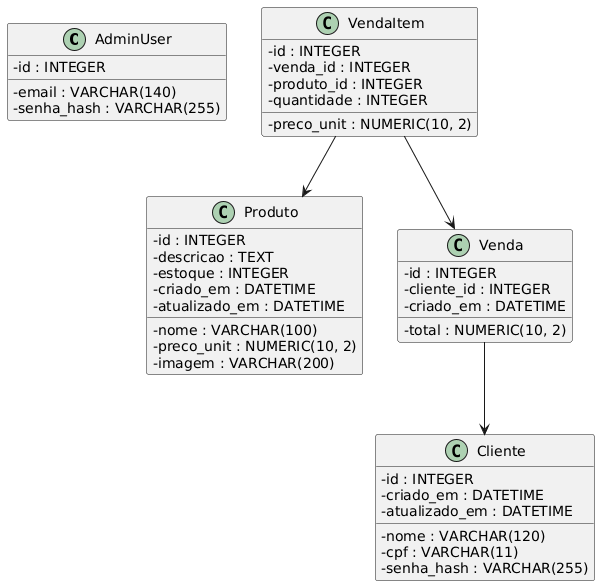 C AdminUser
-id : INTEGER
-email : VARCHAR(140)
-senha_hash : VARCHAR(255)
C VendaItem
-id : INTEGER
-venda_id : INTEGER
-produto_id : INTEGER
-quantidade : INTEGER
-preco_unit : NUMERIC(10, 2)
C Produto
-id : INTEGER
-descricao : TEXT
-estoque : INTEGER
-criado_em : DATETIME
-atualizado_em : DATETIME
-nome : VARCHAR(100)
-preco_unit : NUMERIC(10, 2)
-imagem : VARCHAR(200)
C Venda
-id : INTEGER
-cliente_id : INTEGER
-criado_em : DATETIME
-total : NUMERIC(10, 2)
C Cliente
-id : INTEGER
-criado_em : DATETIME
-atualizado_em : DATETIME
-nome : VARCHAR(120)
-cpf : VARCHAR(11)
-senha_hash : VARCHAR(255)